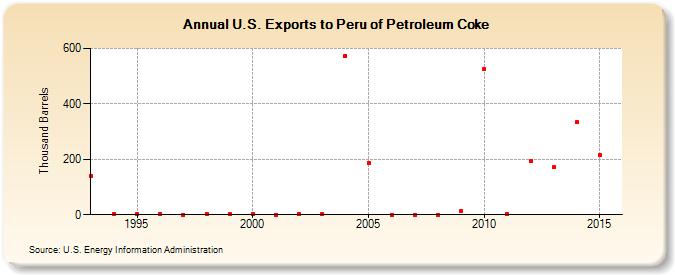 Annual U.S. Exports to Peru of Petroleum Coke
Thousand Barrels
600
400
200
0
1995 2000 2005 2010 2015
Source: U.S. Energy Information Administration